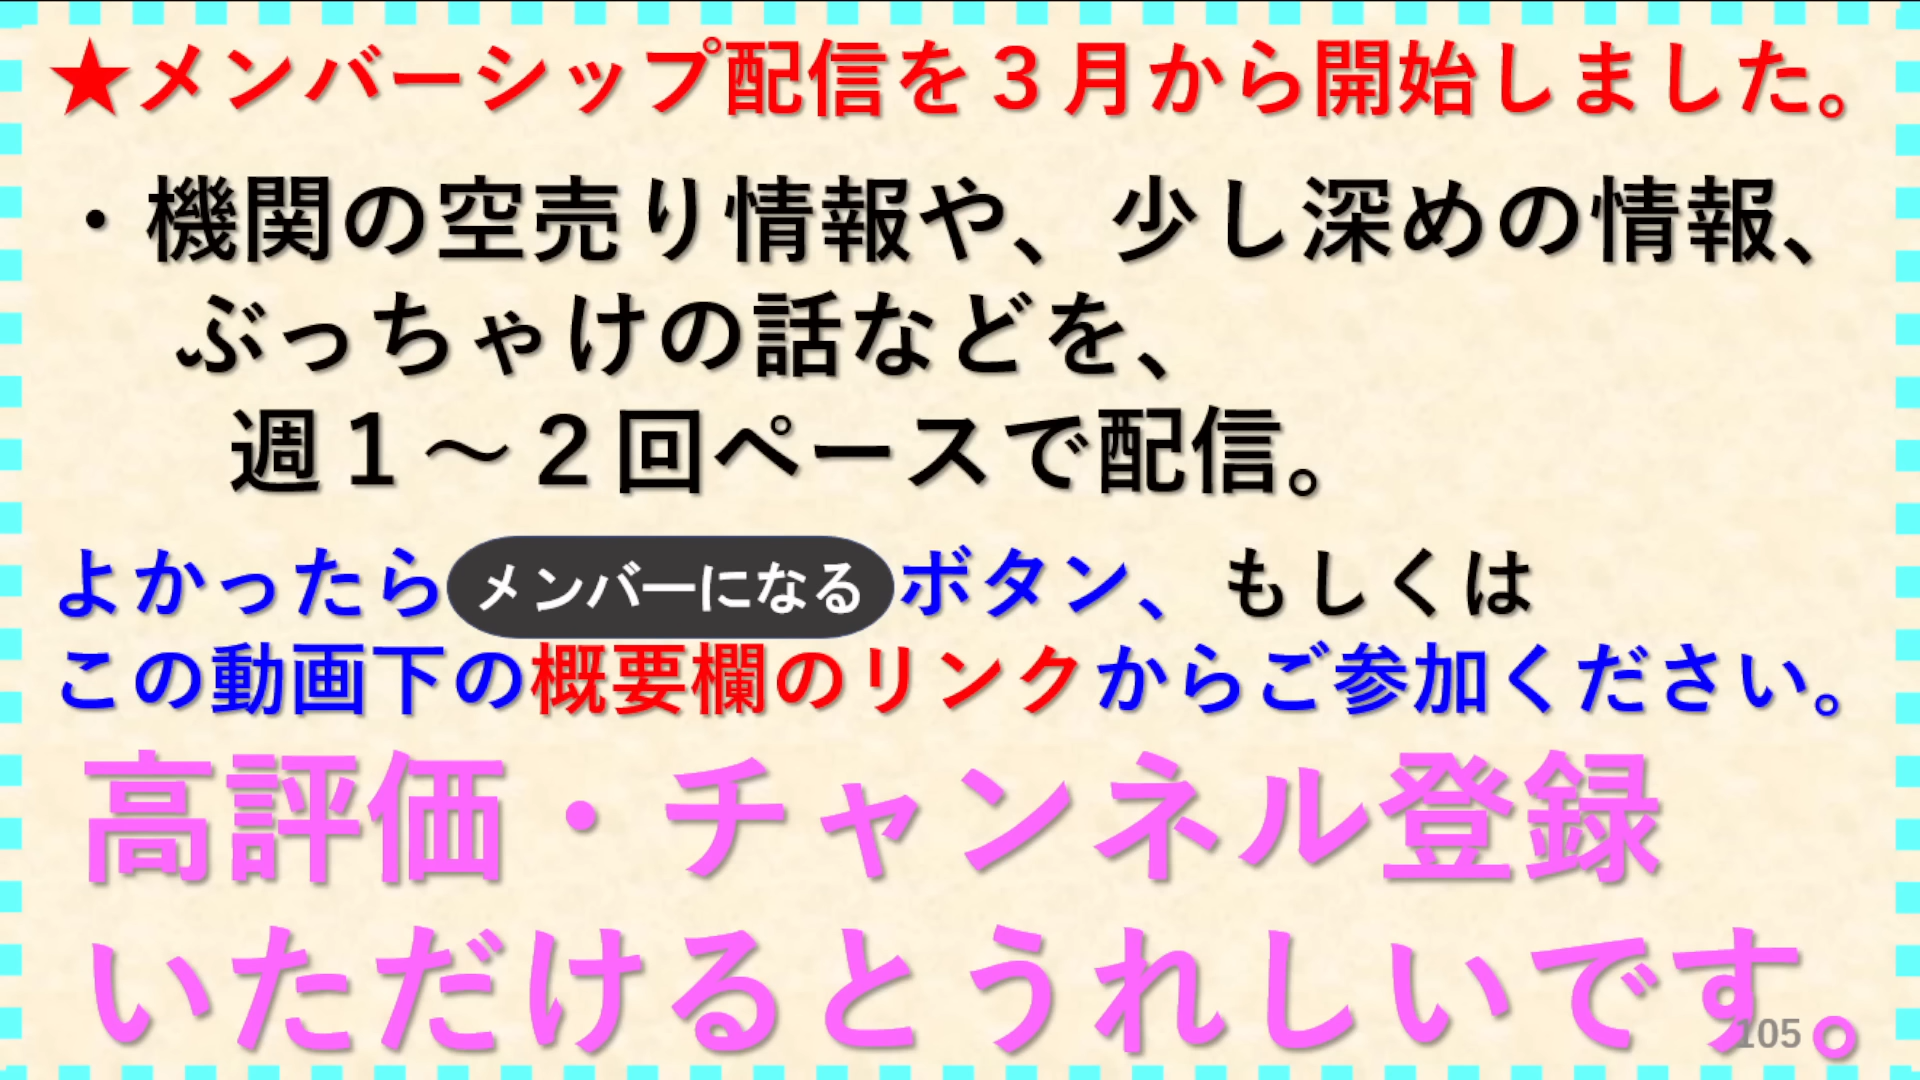 ★メンバーシップ配信を３月から開始しました。
・機関の空売り情報や、少し深めの情報、
ぶっちゃけの話などを、
週１～２回ペースで配信。
よかったらメンバーになるボタン、もしくは
この動画下の概要欄のリンクからご参加ください。
高評価・チャンネル登録
いただけるとうれしいです。
105